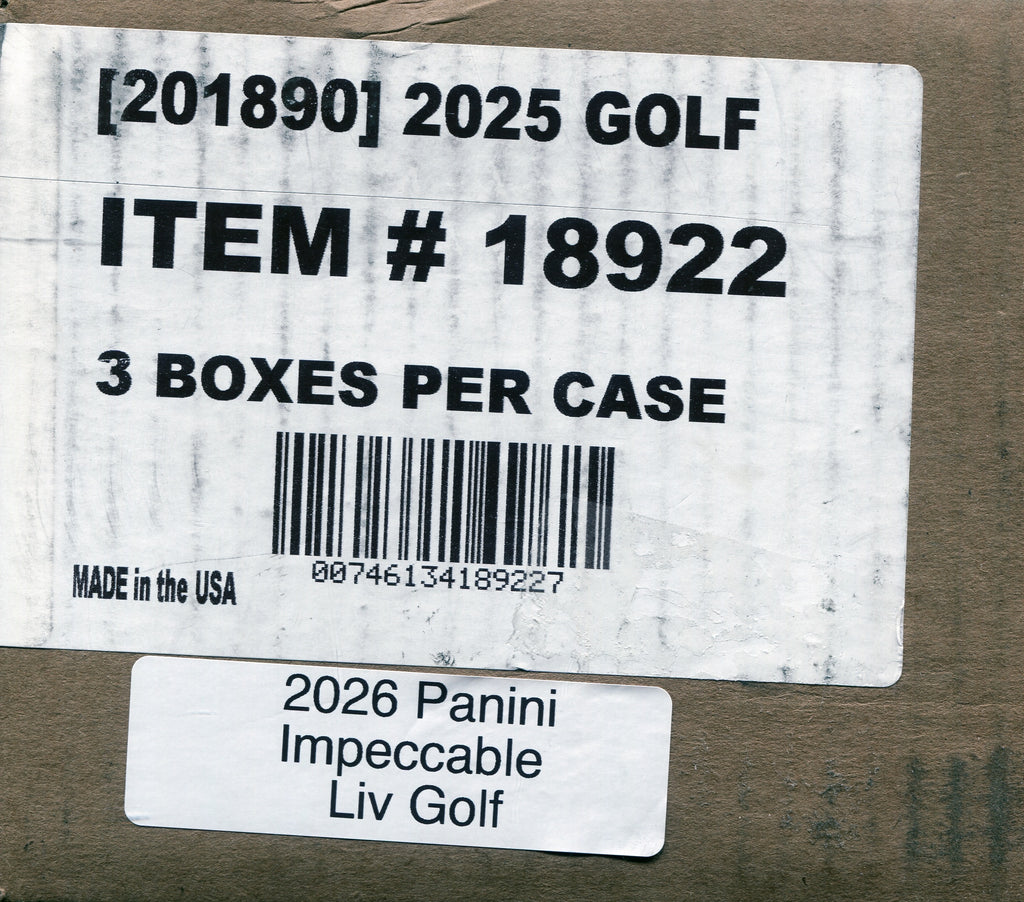 [201890] 2025 GOLF
ITEM # 18922
3 BOXES PER CASE
00746134189227
MADE in the USA
2026 Panini
Impeccable
Liv Golf